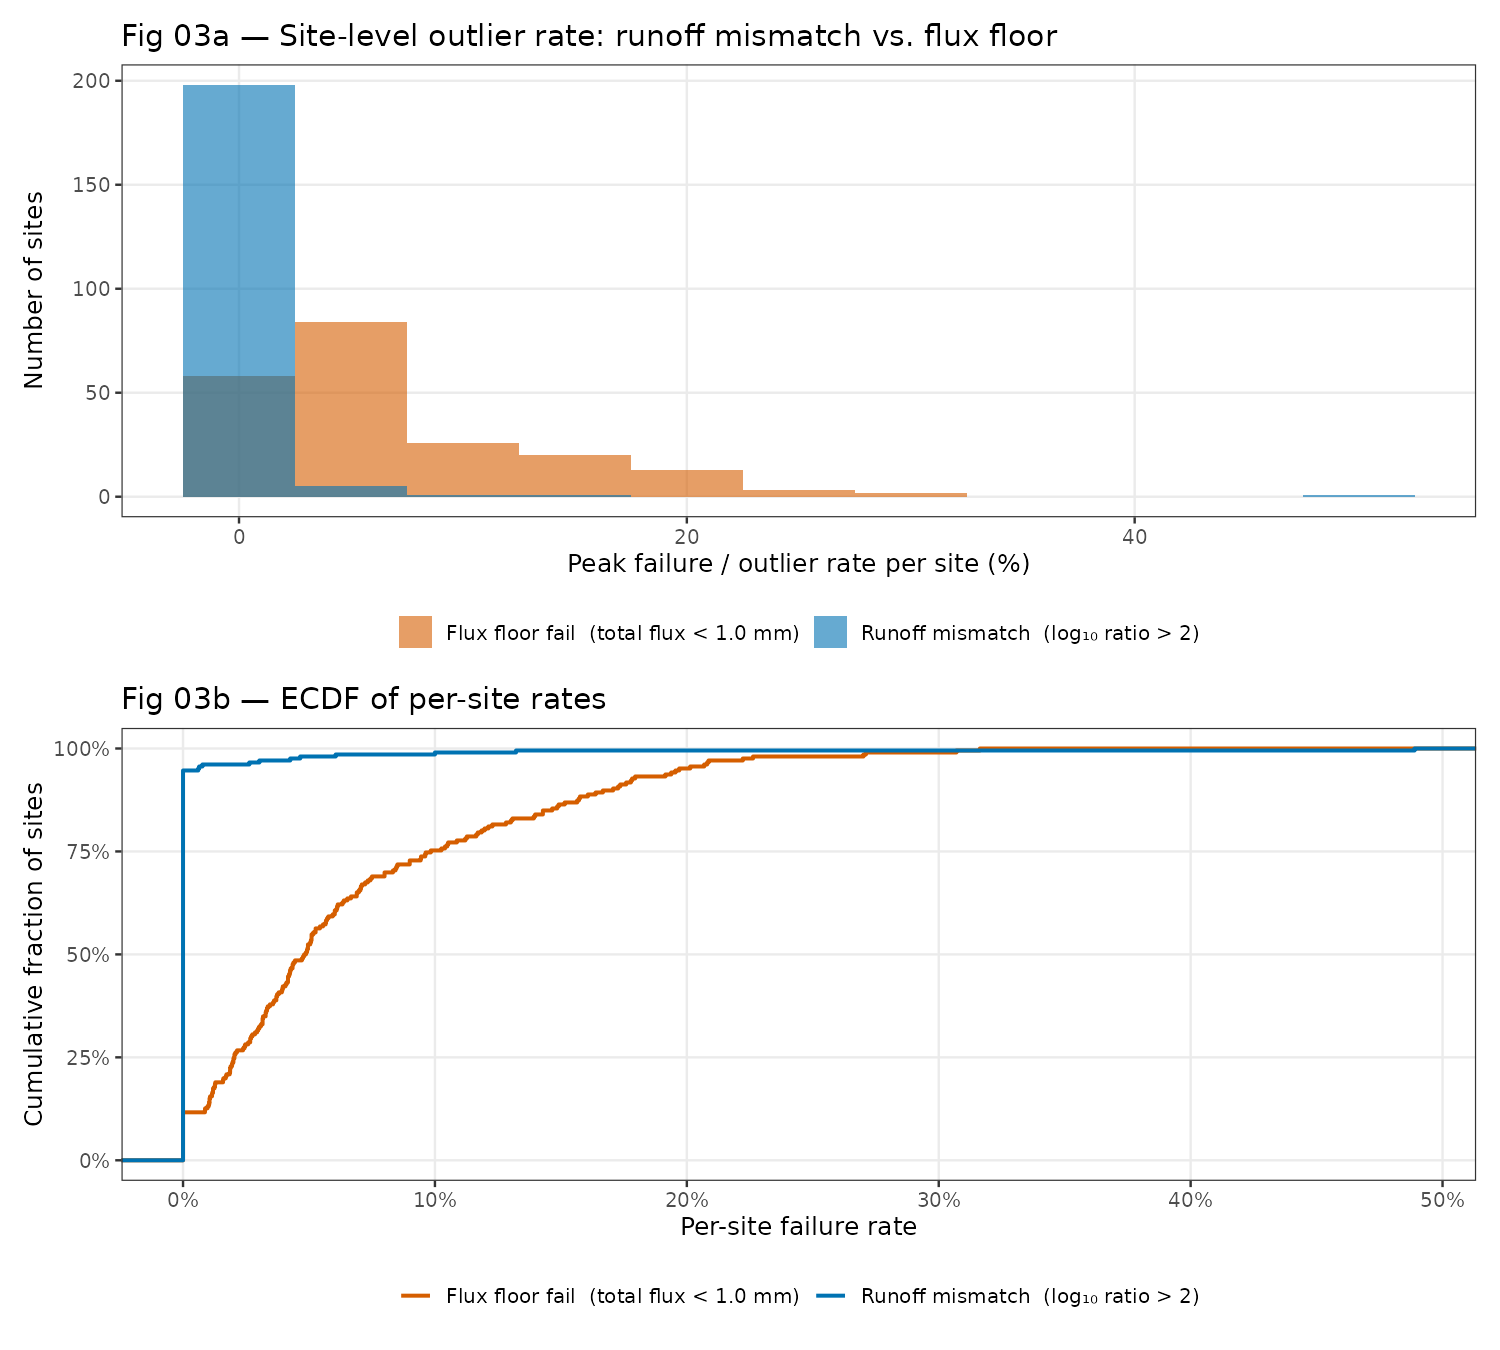 Fig 03a — Site-level outlier rate: runoff mismatch vs. flux floor
Number of sites
200
150
100
50
0
0 20 40
Peak failure / outlier rate per site (%)
Flux floor fail (total flux < 1.0 mm) Runoff mismatch (log₁₀ ratio > 2)
Fig 03b — ECDF of per-site rates
Cumulative fraction of sites
100%
75%
50%
25%
0%
0% 10% 20% 30% 40% 50%
Per-site failure rate
Flux floor fail (total flux < 1.0 mm) Runoff mismatch (log₁₀ ratio > 2)